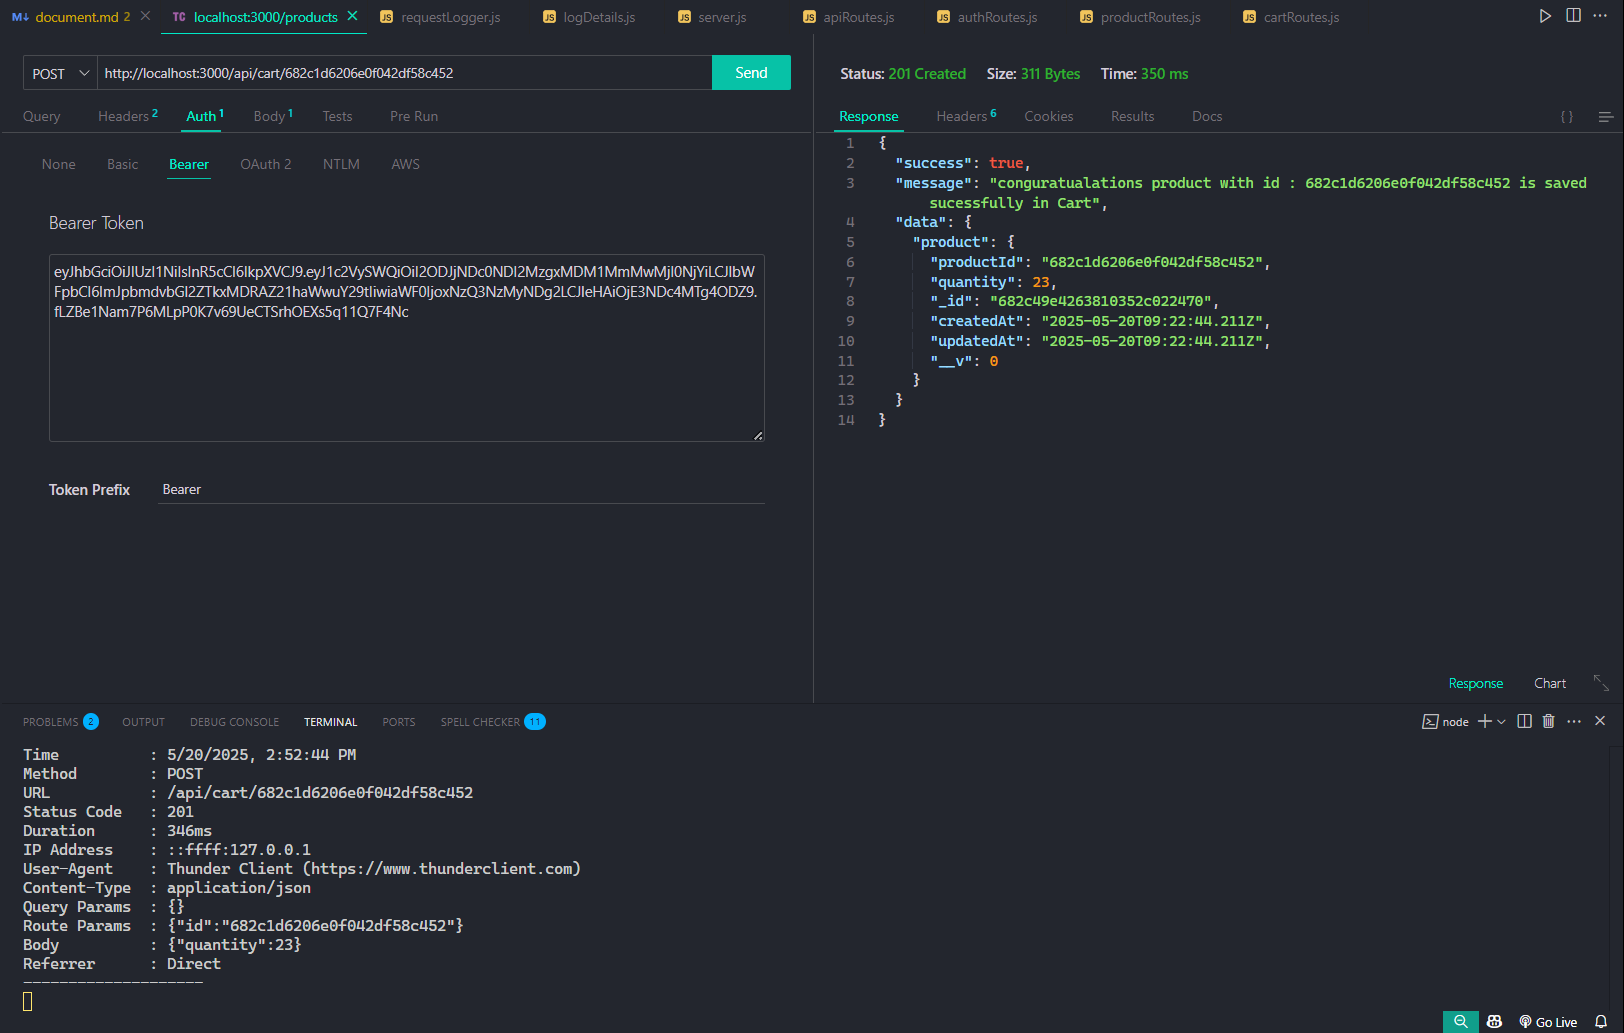 document.md 2
TC localhost:3000/products
JS requestLogger.js
JS logDetails.js
JS server.js
JS apiRoutes.js
JS authRoutes.js
JS productRoutes.js
JS cartRoutes.js
POST http://localhost:3000/api/cart/682c1d6206e0f042df58c452 Send
Query Headers 2 Auth 1 Body 1 Tests Pre Run
None Basic Bearer OAuth 2 NTLM AWS
Bearer Token
Token Prefix Bearer
Status: 201 Created Size: 311 Bytes Time: 350 ms
Response Headers 6 Cookies Results Docs { }
1 {
2 "success": true,
3 "message": "conguratualations product with id : 682c1d6206e0f042df58c452 is saved
sucessfully in Cart",
4 "data": {
5 "product": {
6 "productId": "682c1d6206e0f042df58c452",
7 "quantity": 23,
8 "_id": "682c49e4263810352c022470",
9 "createdAt": "2025-05-20T09:22:44.211Z",
10 "updatedAt": "2025-05-20T09:22:44.211Z",
11 "__v": 0
12 }
13 }
14 }
Response Chart
PROBLEMS 2 OUTPUT DEBUG CONSOLE TERMINAL PORTS SPELL CHECKER 11 node
Time : 5/20/2025, 2:52:44 PM
Method : POST
URL : /api/cart/682c1d6206e0f042df58c452
Status Code : 201
Duration : 346ms
IP Address : ::ffff:127.0.0.1
User-Agent : Thunder Client (https://www.thunderclient.com)
Content-Type : application/json
Query Params : {}
Route Params : {"id":"682c1d6206e0f042df58c452"}
Body : {"quantity":23}
Referrer : Direct
--------------------
Go Live